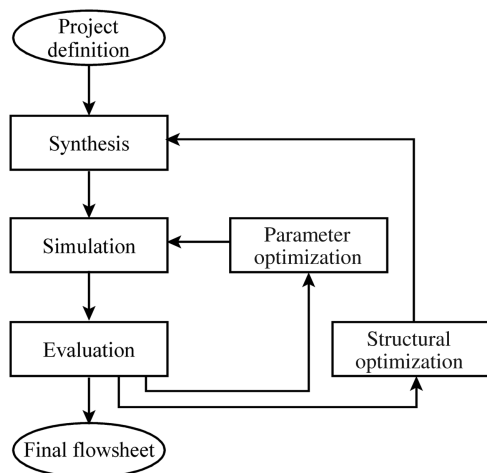 Project
definition
Synthesis
Simulation
Parameter
optimization
Evaluation
Structural
optimization
Final flowsheet